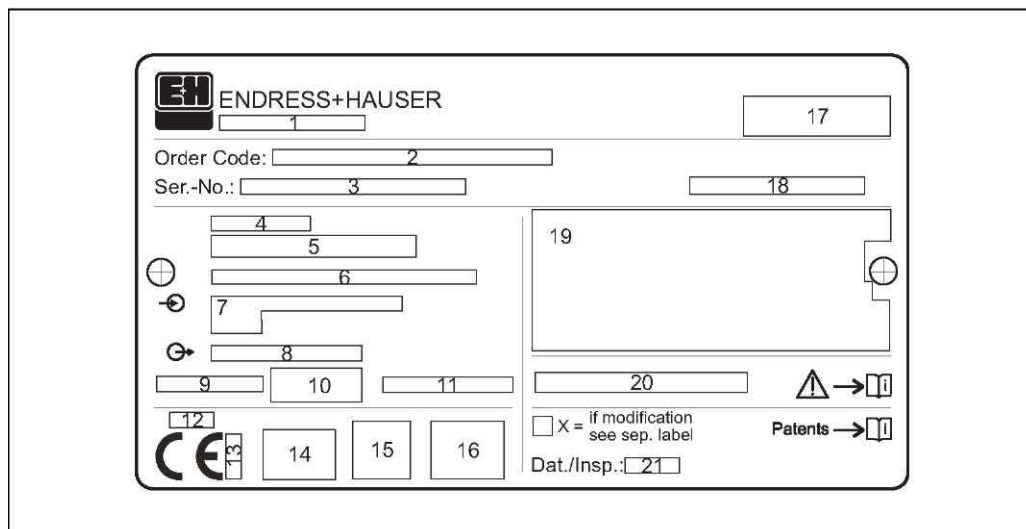 E+H ENDRESS+HAUSER
1
17
Order Code: 2
Ser.-No.: 3
18
4
5
6
7
8
9 10 11
19
20 i
12
13
14 15 16
X = if modification
see sep. label
Patents i
Dat./Insp.: 21